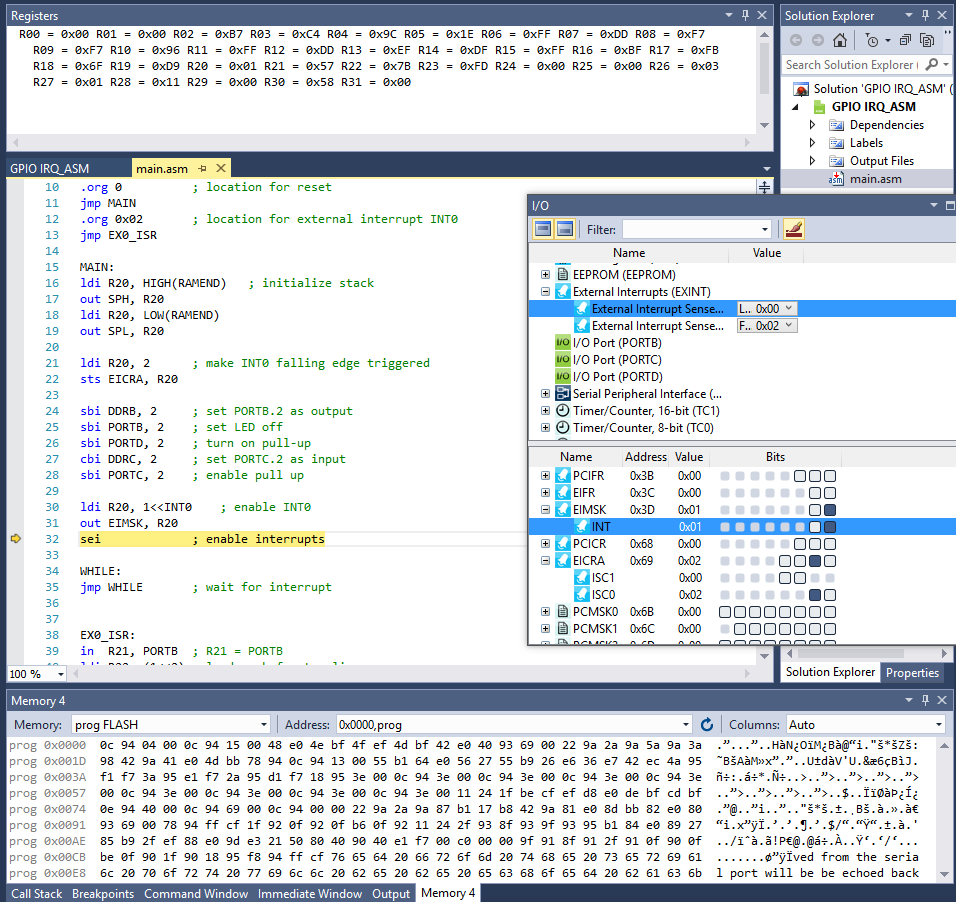 Registers
R00 = 0x00 R01 = 0x00 R02 = 0xB7 R03 = 0xC4 R04 = 0x9C R05 = 0x1E R06 = 0xFF R07 = 0xDD R08 = 0xF7
R09 = 0xF7 R10 = 0x96 R11 = 0xFF R12 = 0xDD R13 = 0xEF R14 = 0xDF R15 = 0xFF R16 = 0xBF R17 = 0xFB
R18 = 0x6F R19 = 0xD9 R20 = 0x01 R21 = 0x57 R22 = 0x7B R23 = 0xFD R24 = 0x00 R25 = 0x00 R26 = 0x03
R27 = 0x01 R28 = 0x11 R29 = 0x00 R30 = 0x58 R31 = 0x00
Solution Explorer
Search Solution Explorer (
Solution 'GPIO IRQ_ASM' (
GPIO IRQ_ASM
Dependencies
Labels
Output Files
main.asm
GPIO IRQ_ASM main.asm
10 .org 0 ; location for reset
11 jmp MAIN
12 .org 0x02 ; location for external interrupt INT0
13 jmp EX0_ISR
14
15 MAIN:
16 ldi R20, HIGH(RAMEND) ; initialize stack
17 out SPH, R20
18 ldi R20, LOW(RAMEND)
19 out SPL, R20
20
21 ldi R20, 2 ; make INT0 falling edge triggered
22 sts EICRA, R20
23
24 sbi DDRB, 2 ; set PORTB.2 as output
25 sbi PORTB, 2 ; set LED off
26 sbi PORTD, 2 ; turn on pull-up
27 cbi DDRC, 2 ; set PORTC.2 as input
28 sbi PORTC, 2 ; enable pull up
29
30 ldi R20, 1<<INT0 ; enable INT0
31 out EIMSK, R20
32 sei ; enable interrupts
33
34 WHILE:
35 jmp WHILE ; wait for interrupt
36
37
38 EX0_ISR:
39 in R21, PORTB ; R21 = PORTB
100 %
I/O
Filter:
Name Value
EEPROM (EEPROM)
External Interrupts (EXINT)
External Interrupt Sense... L... 0x00
External Interrupt Sense... F... 0x02
I/O Port (PORTB)
I/O Port (PORTC)
I/O Port (PORTD)
Serial Peripheral Interface (...
Timer/Counter, 16-bit (TC1)
Timer/Counter, 8-bit (TC0)
Name Address Value Bits
PCIFR 0x3B 0x00
EIFR 0x3C 0x00
EIMSK 0x3D 0x01
INT 0x01
PCICR 0x68 0x00
EICRA 0x69 0x02
ISC1 0x00
ISC0 0x02
PCMSK0 0x6B 0x00
PCMSK1 0x6C 0x00
Solution Explorer Properties
Memory 4
Memory: prog FLASH Address: 0x0000,prog Columns: Auto
prog 0x0000 0c 94 04 00 0c 94 15 00 48 e0 4e bf 4f ef 4d bf 42 e0 40 93 69 00 22 9a 2a 9a 5a 9a 3a
prog 0x001D 98 42 9a 41 e0 4d bb 78 94 0c 94 13 00 55 b1 64 e0 56 27 55 b9 26 e6 36 e7 42 ec 4a 95
prog 0x003A f1 f7 3a 95 e1 f7 2a 95 d1 f7 18 95 3e 00 0c 94 3e 00 0c 94 3e 00 0c 94 3e 00 0c 94 3e
prog 0x0057 00 0c 94 3e 00 0c 94 3e 00 0c 94 3e 00 0c 94 3e 00 11 24 1f be cf ef d8 e0 de bf cd bf
prog 0x0074 0e 94 40 00 0c 94 69 00 0c 94 00 00 22 9a 2a 9a 87 b1 17 b8 42 9a 81 e0 8d bb 82 e0 80
prog 0x0091 93 69 00 78 94 ff cf 1f 92 0f 92 0f b6 0f 92 11 24 2f 93 8f 93 9f 93 95 b1 84 e0 89 27
prog 0x00AE 85 b9 2f ef 88 e0 9d e3 21 50 80 40 90 40 e1 f7 00 c0 00 00 9f 91 8f 91 2f 91 0f 90 0f
prog 0x00CB be 0f 90 1f 90 18 95 f8 94 ff cf 76 65 64 20 66 72 6f 6d 20 74 68 65 20 73 65 72 69 61 .......ø”.ÿÏved from the seria
prog 0x00E8 6c 20 70 6f 72 74 20 77 69 6c 6c 20 62 65 20 62 65 20 65 63 68 6f 65 64 20 62 61 63 6b l port will be be echoed back
Call Stack Breakpoints Command Window Immediate Window Output Memory 4